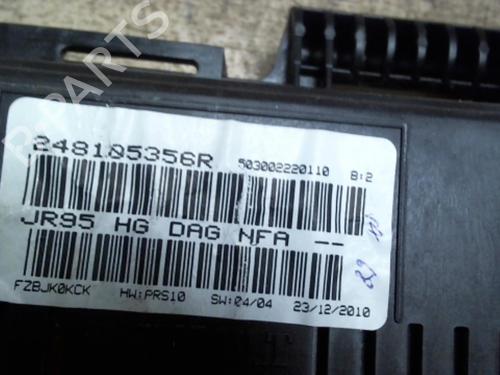 B-PARTS
248105356R 503002220110 B:2
JR95 HG DAG NFA --
FZBJK0KCK HW:PRS10 SW:04/04 23/12/2010